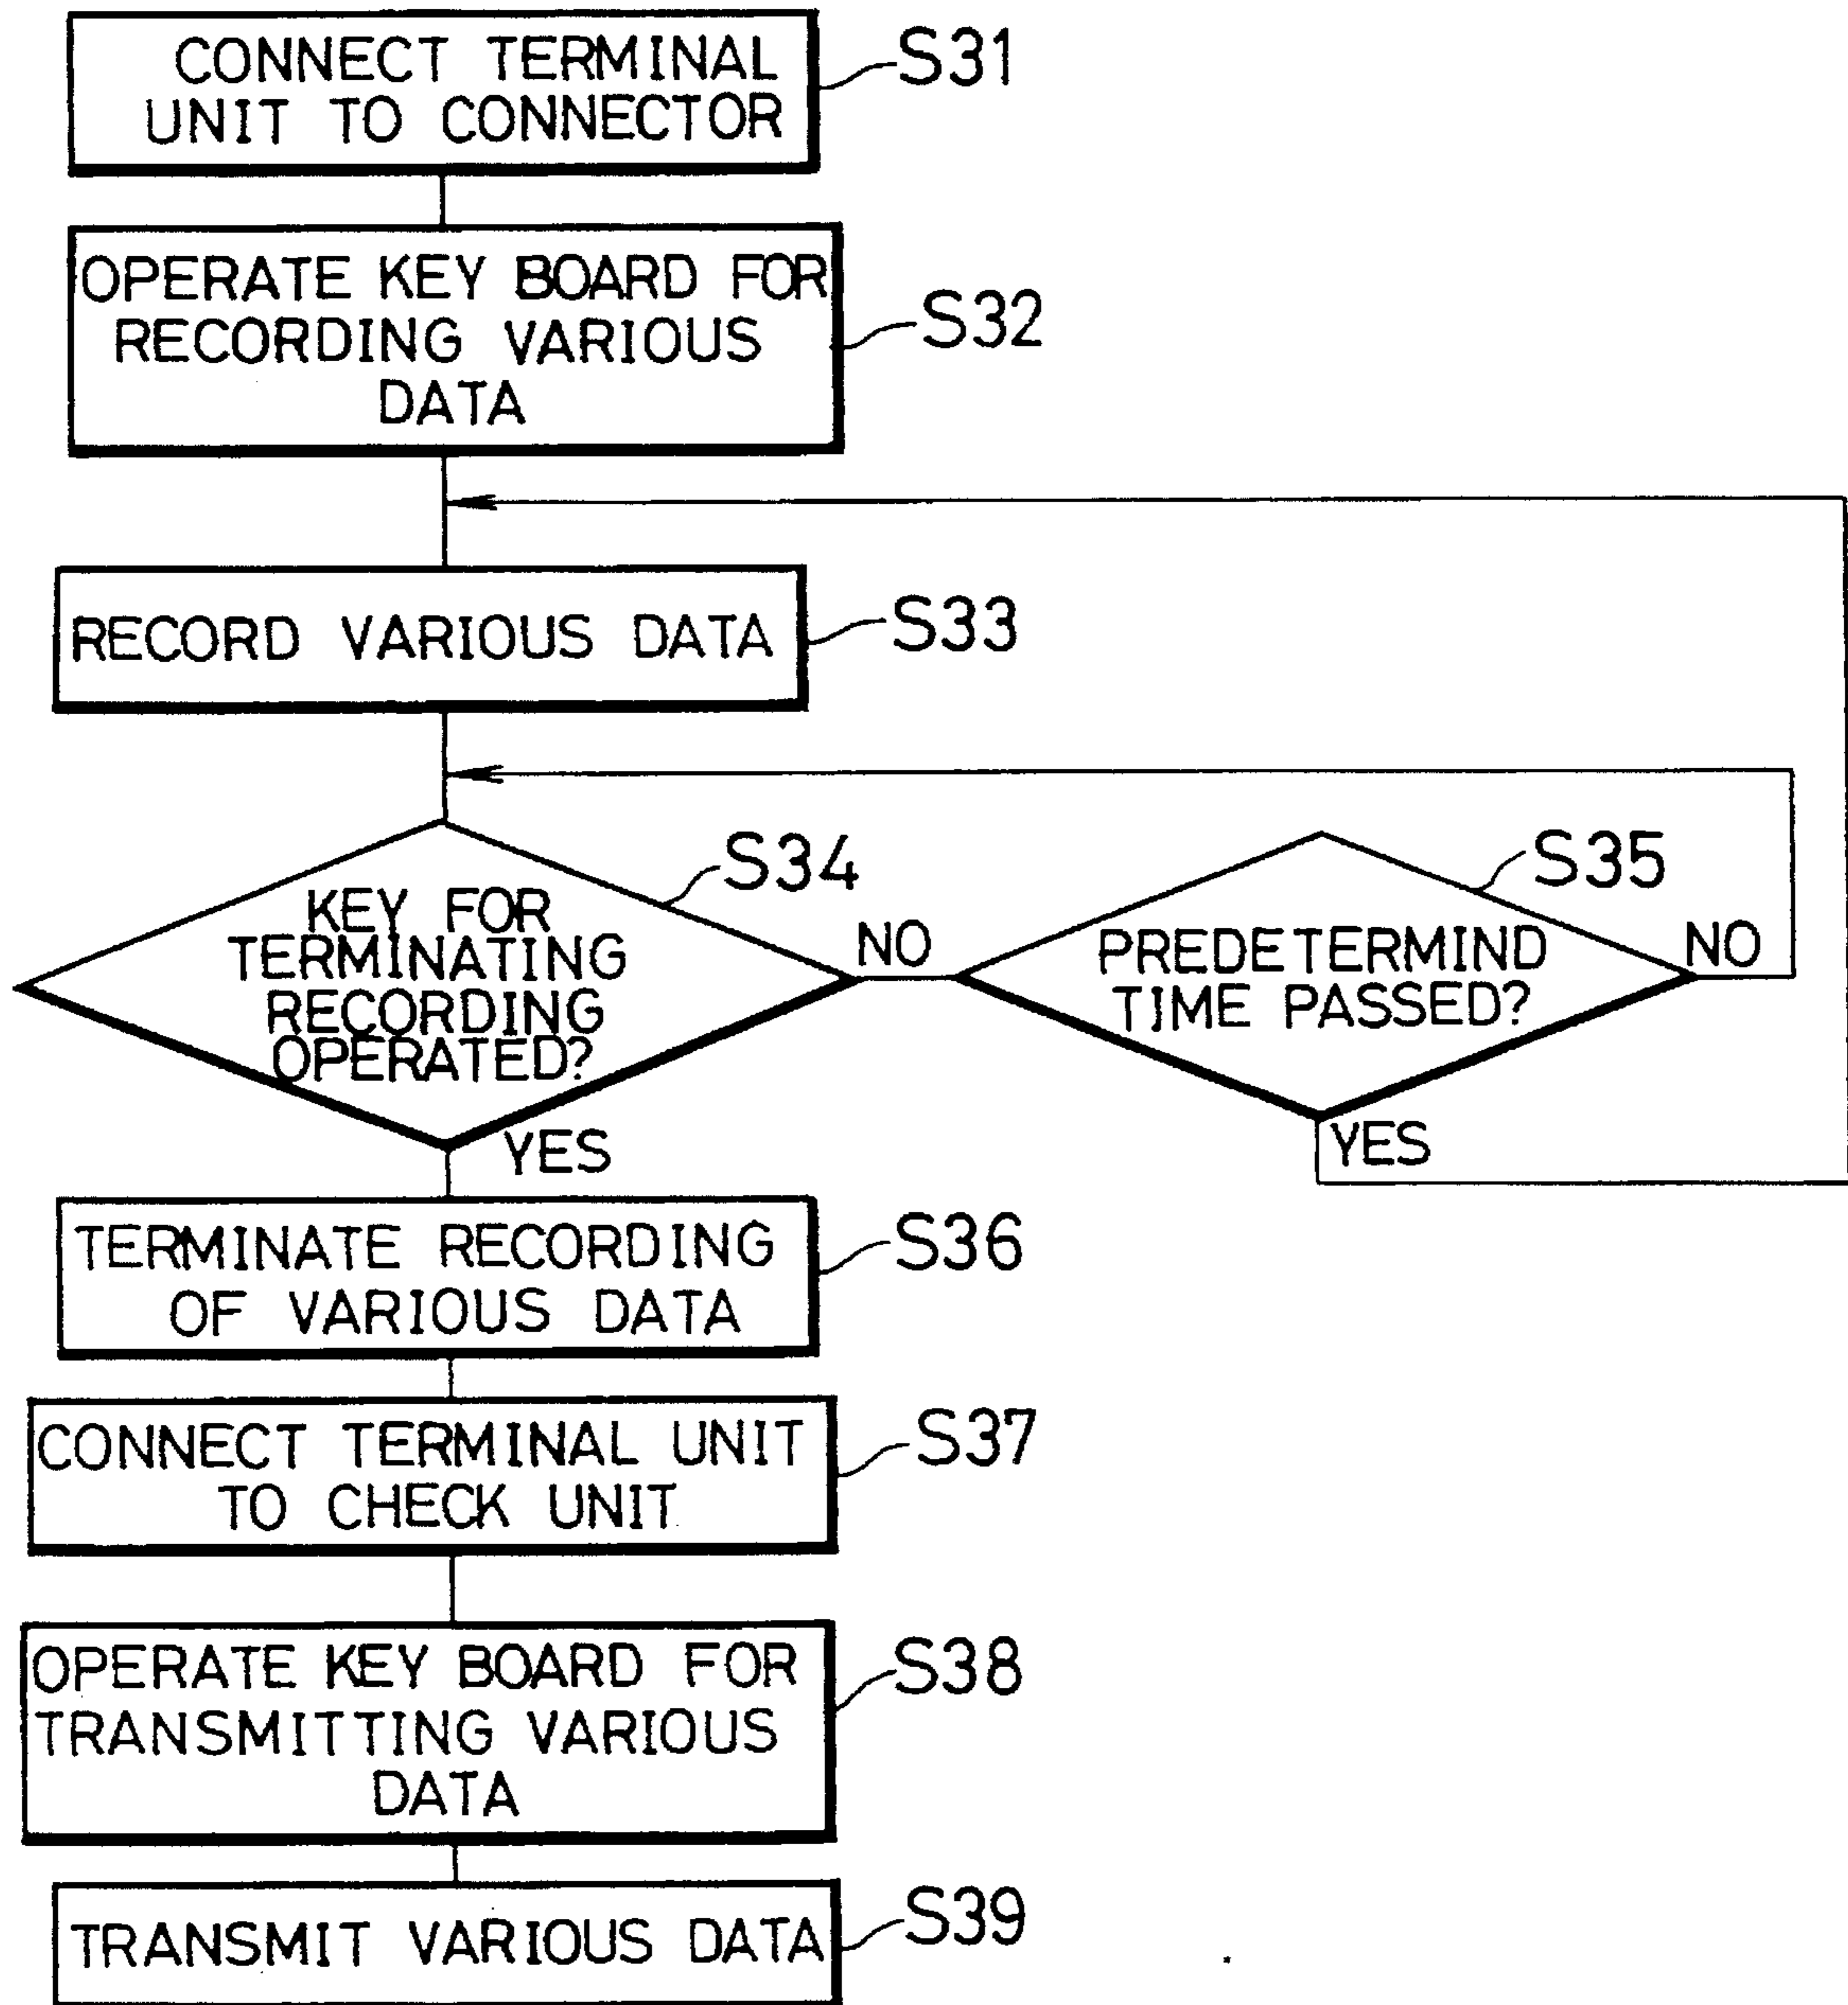 CONNECT TERMINAL
UNIT TO CONNECTOR
S31
OPERATE KEY BOARD FOR
RECORDING VARIOUS
DATA
S32
RECORD VARIOUS DATA
S33
KEY FOR
TERMINATING
RECORDING
OPERATED?
S34
NO
YES
PREDETERMIND
TIME PASSED?
S35
NO
YES
TERMINATE RECORDING
OF VARIOUS DATA
S36
CONNECT TERMINAL UNIT
TO CHECK UNIT
S37
OPERATE KEY BOARD FOR
TRANSMITTING VARIOUS
DATA
S38
TRANSMIT VARIOUS DATA
S39